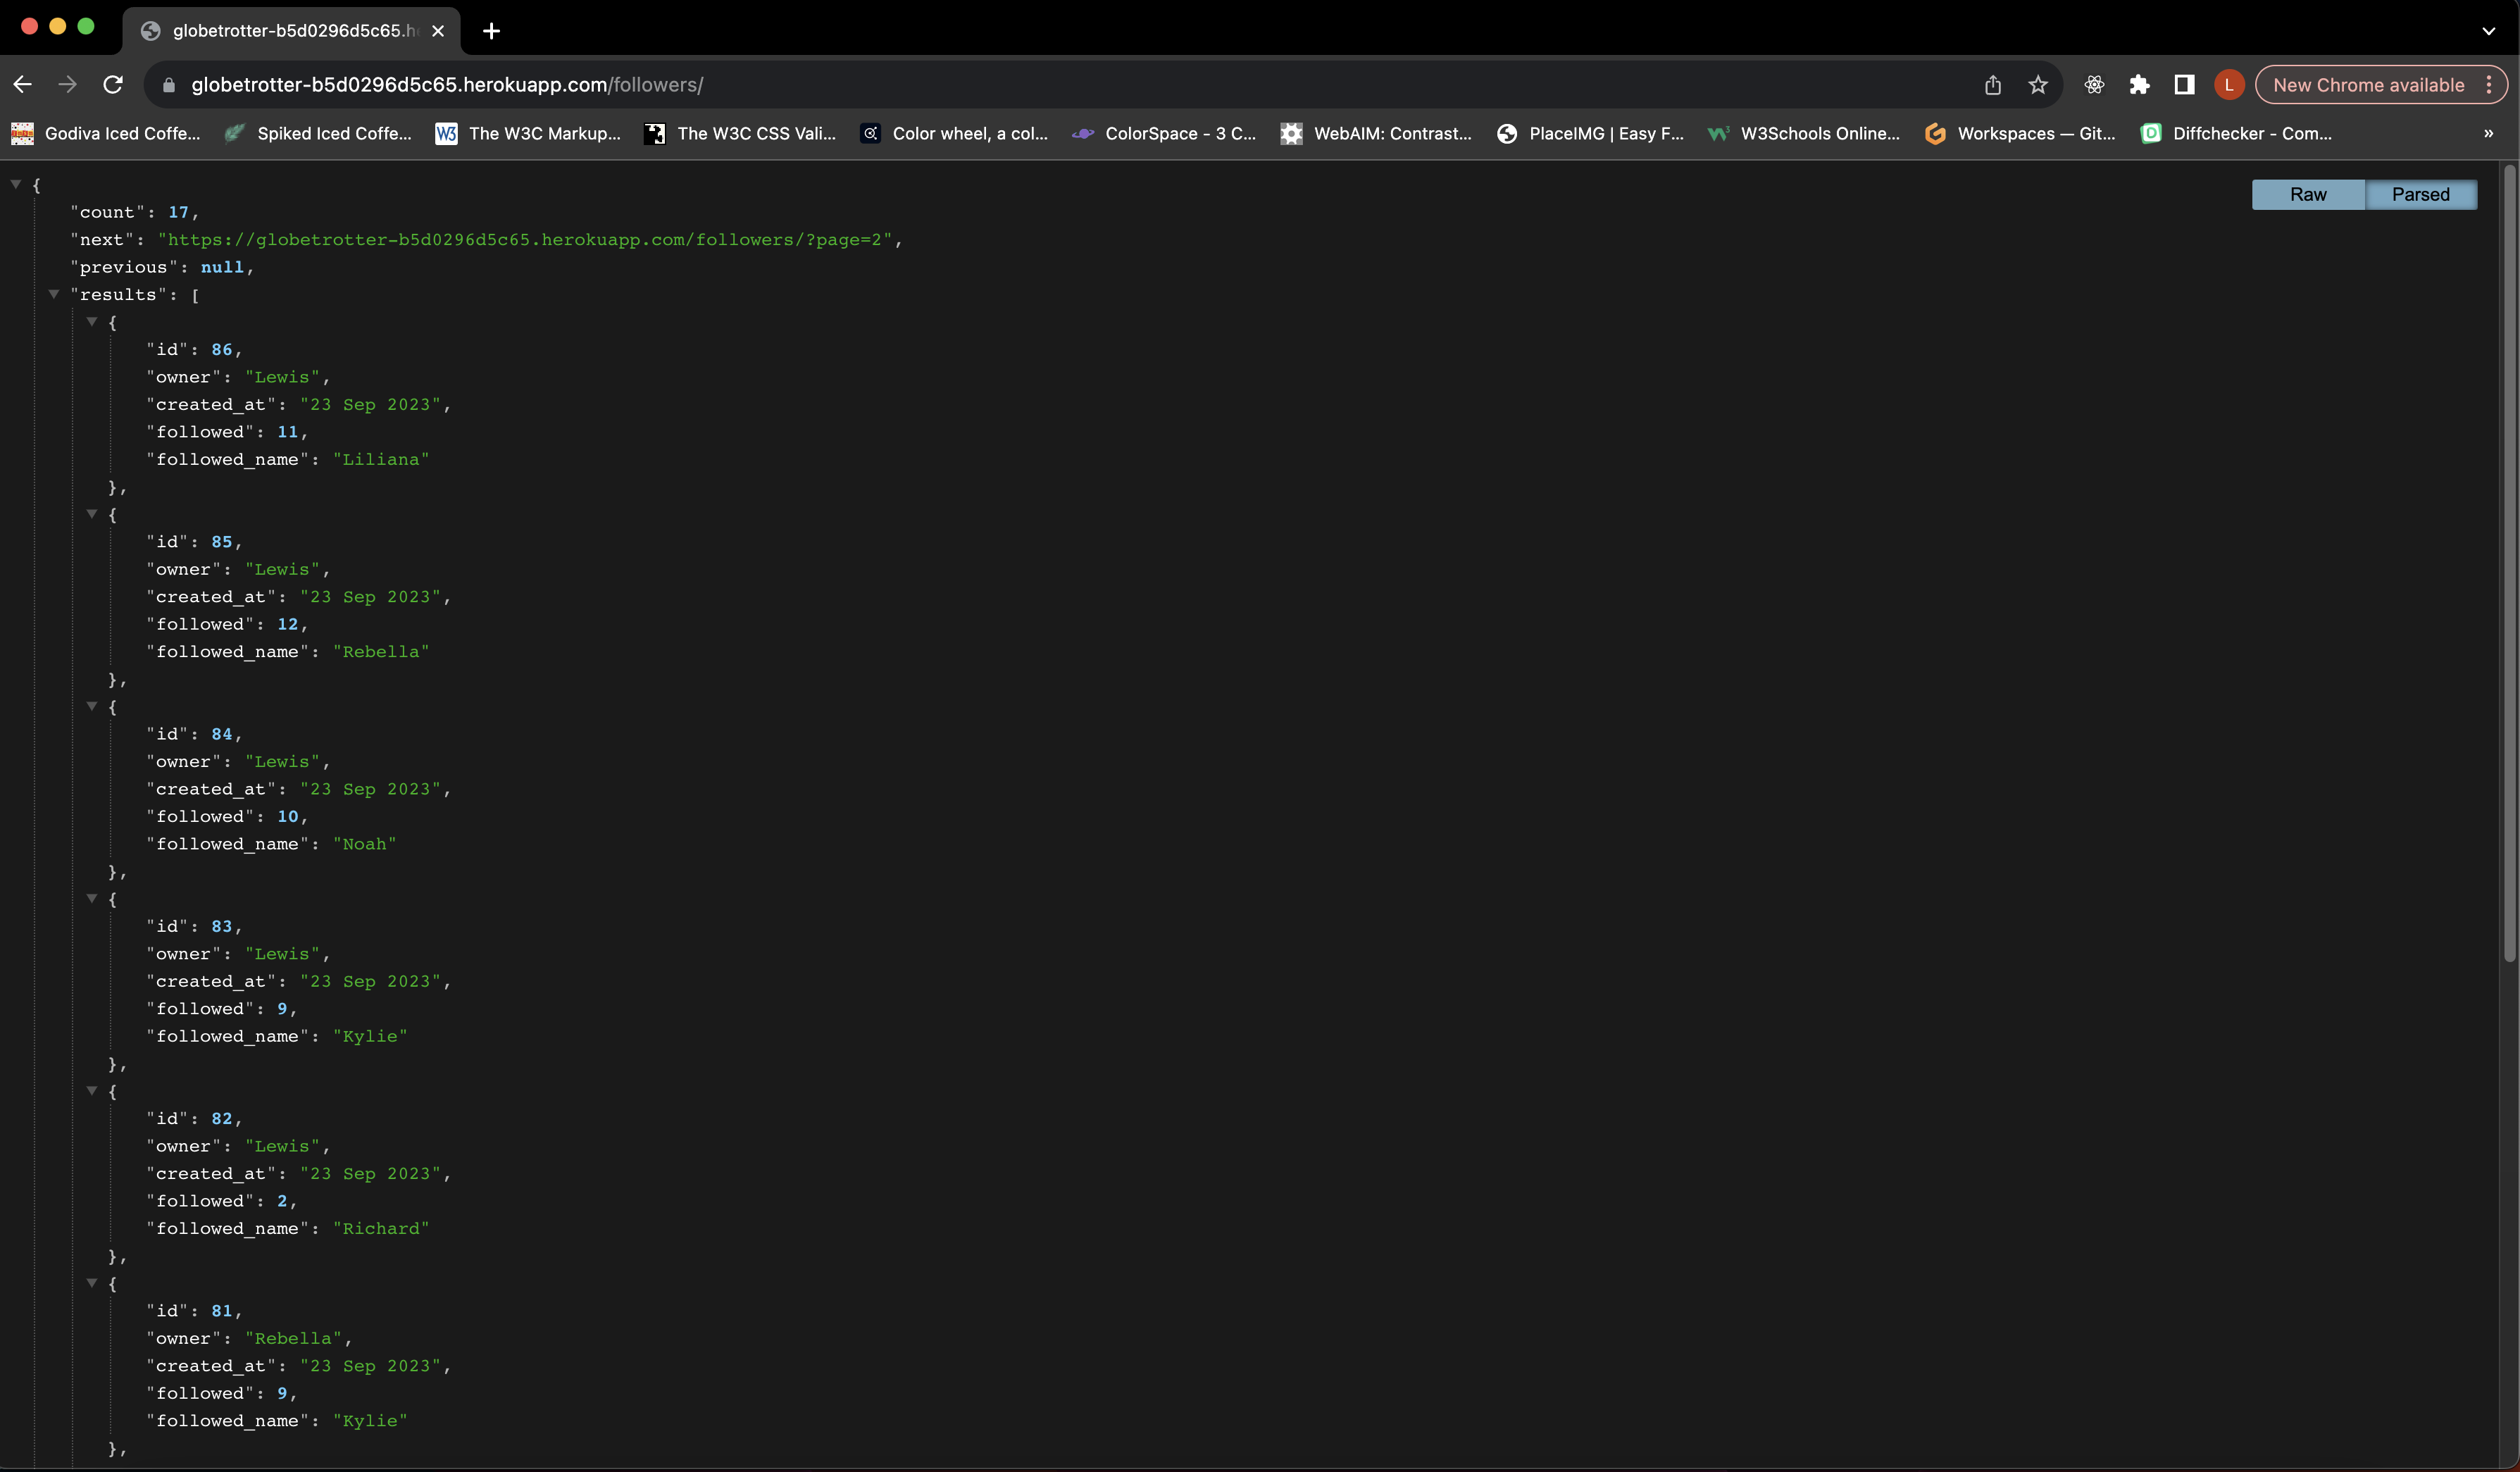 globetrotter-b5d0296d5c65.h
globetrotter-b5d0296d5c65.herokuapp.com/followers/
L
New Chrome available
Godiva Iced Coffe...
Spiked Iced Coffe...
The W3C Markup...
The W3C CSS Vali...
Color wheel, a col...
ColorSpace - 3 C...
WebAIM: Contrast...
PlaceIMG | Easy F...
W3Schools Online...
Workspaces — Git...
Diffchecker - Com...
»
Raw
Parsed
{
"count": 17,
"next": "https://globetrotter-b5d0296d5c65.herokuapp.com/followers/?page=2",
"previous": null,
"results": [
{
"id": 86,
"owner": "Lewis",
"created_at": "23 Sep 2023",
"followed": 11,
"followed_name": "Liliana"
},
{
"id": 85,
"owner": "Lewis",
"created_at": "23 Sep 2023",
"followed": 12,
"followed_name": "Rebella"
},
{
"id": 84,
"owner": "Lewis",
"created_at": "23 Sep 2023",
"followed": 10,
"followed_name": "Noah"
},
{
"id": 83,
"owner": "Lewis",
"created_at": "23 Sep 2023",
"followed": 9,
"followed_name": "Kylie"
},
{
"id": 82,
"owner": "Lewis",
"created_at": "23 Sep 2023",
"followed": 2,
"followed_name": "Richard"
},
{
"id": 81,
"owner": "Rebella",
"created_at": "23 Sep 2023",
"followed": 9,
"followed_name": "Kylie"
},